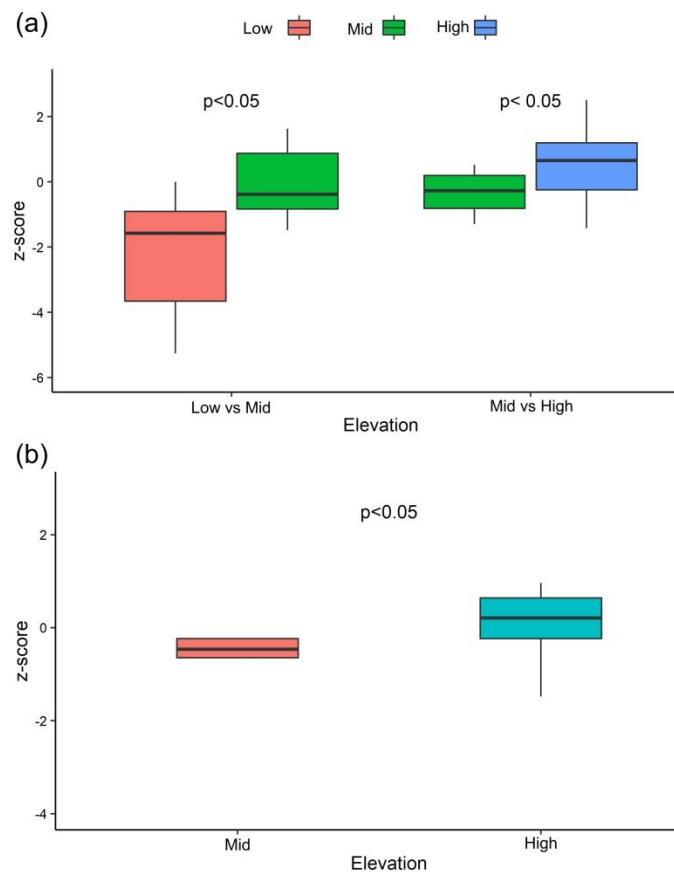 (a)
Low Mid High
p<0.05 p< 0.05
2
0
-2
-4
-6
z-score
Low vs Mid Mid vs High
Elevation
(b)
p<0.05
2
0
-2
-4
z-score
Mid High
Elevation